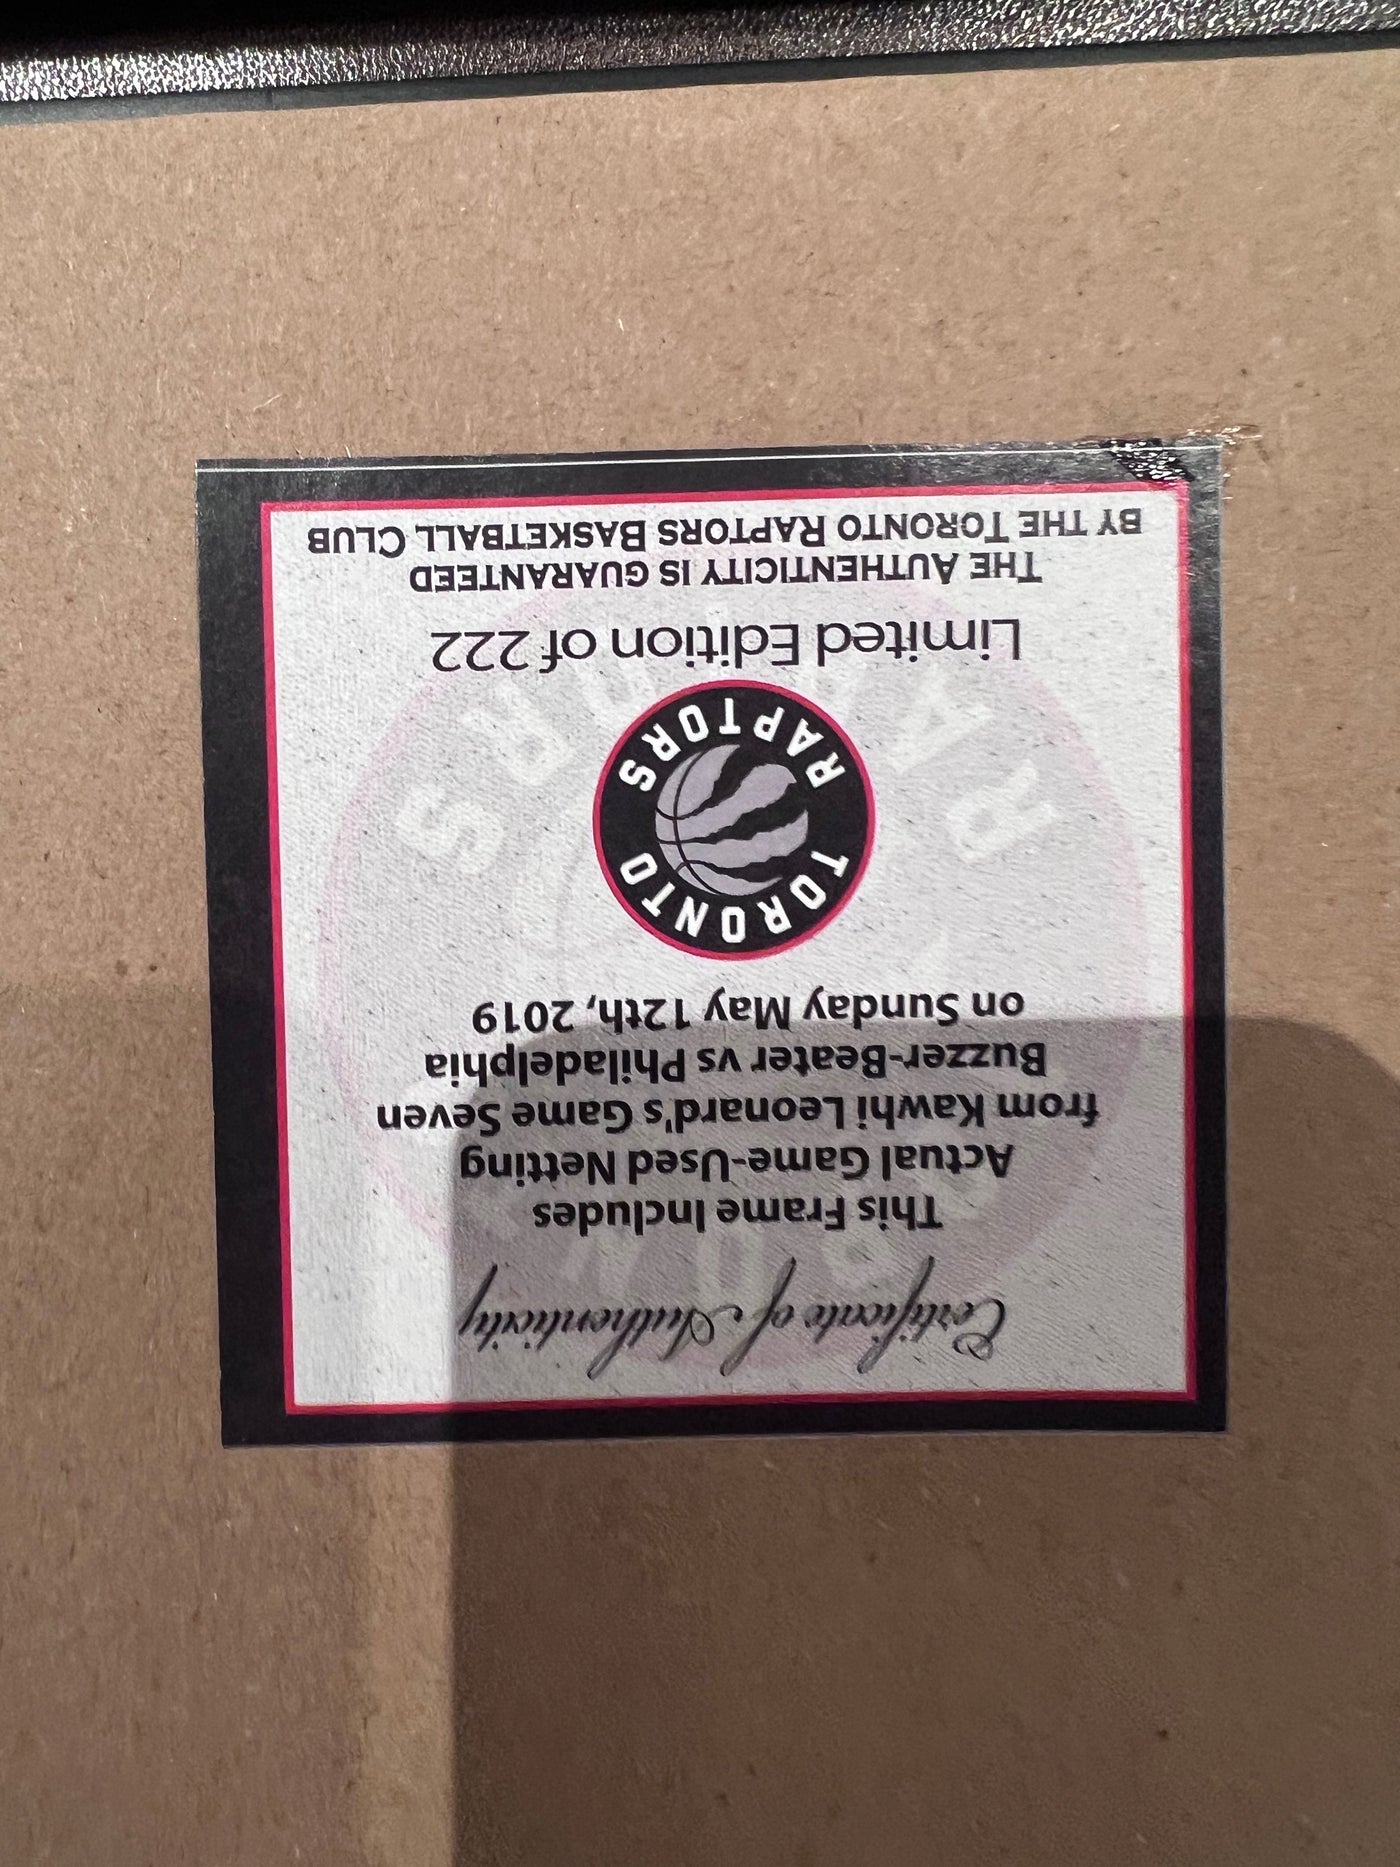 Certificate of Authenticity
This Frame Includes
Actual Game-Used Netting
from Kawhi Leonard's Game Seven
Buzzer-Beater vs Philadelphia
on Sunday May 12th, 2019
TORONTO
RAPTORS
Limited Edition of 222
THE AUTHENTICITY IS GUARANTEED
BY THE TORONTO RAPTORS BASKETBALL CLUB